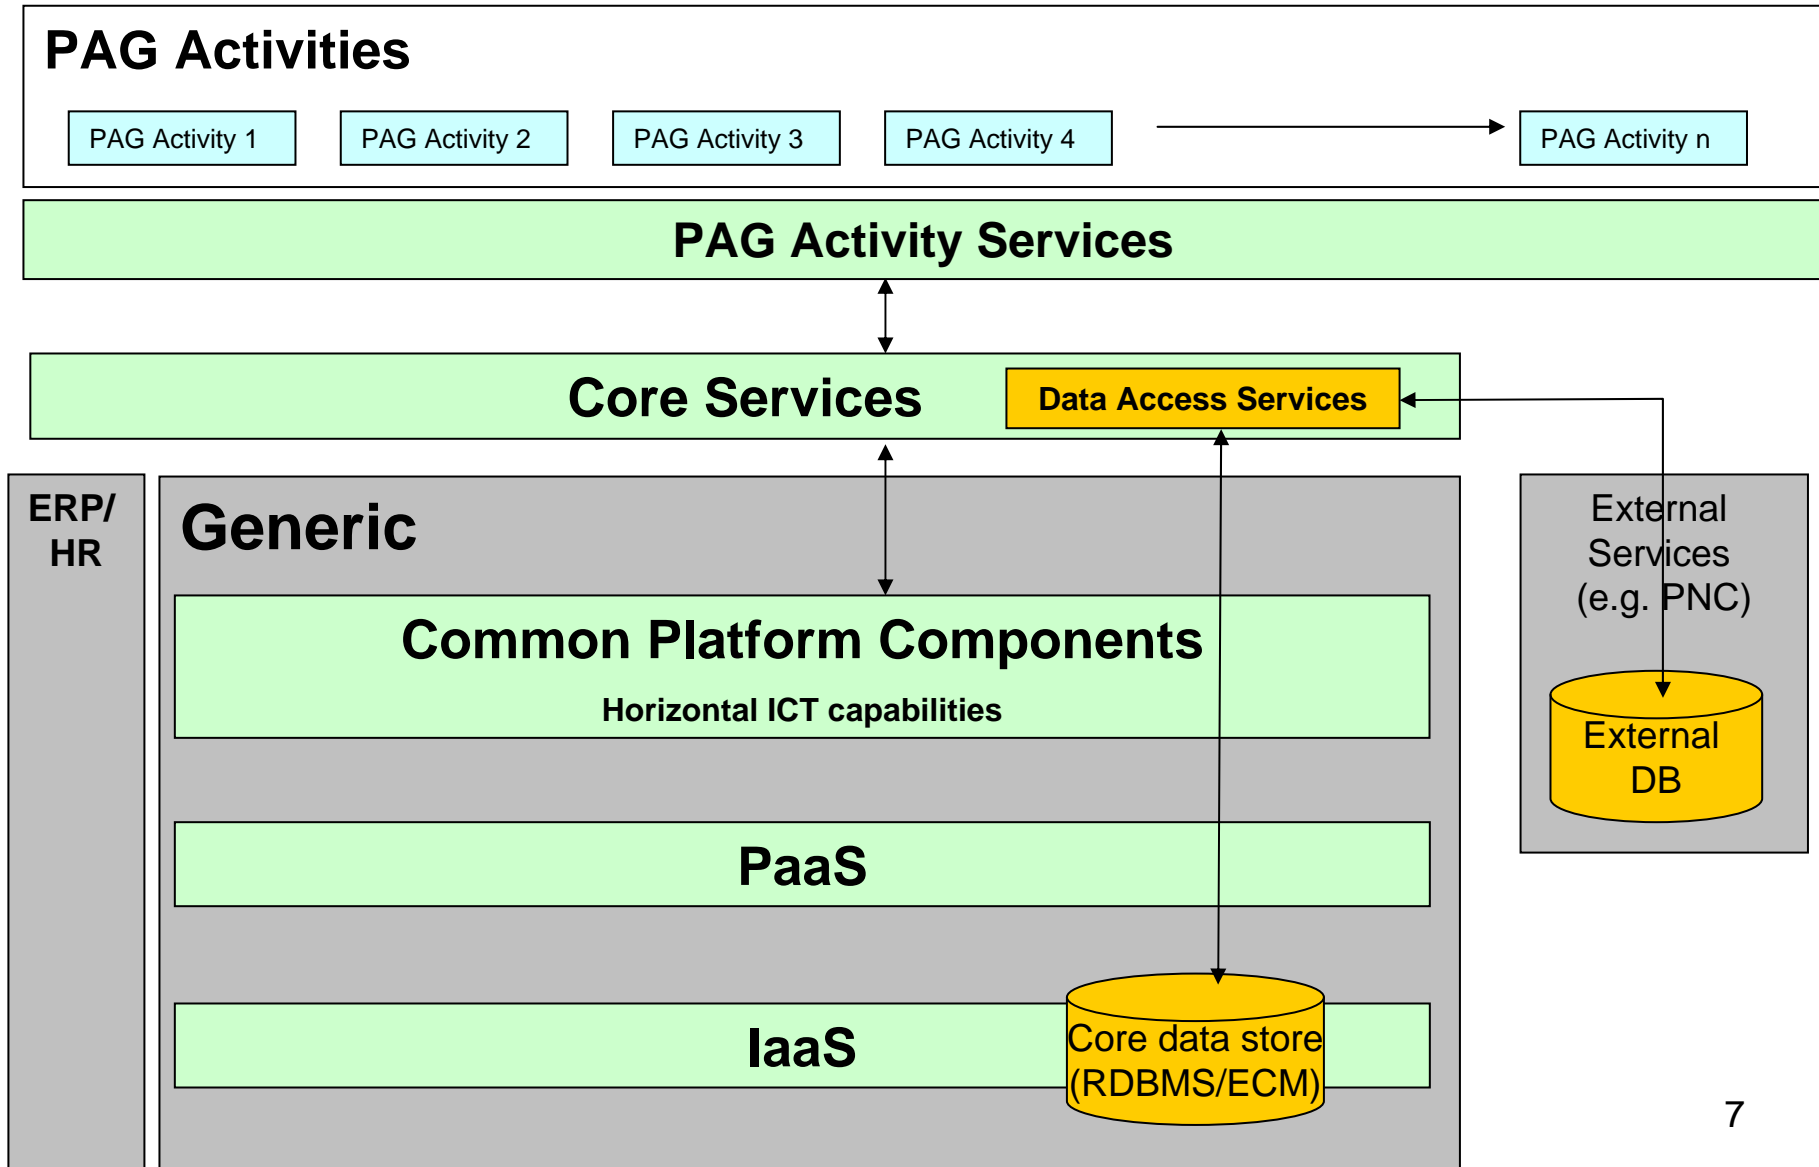 PAG Activities
PAG Activity 1
PAG Activity 2
PAG Activity 3
PAG Activity 4
PAG Activity n
PAG Activity Services
Core Services
Data Access Services
ERP/
HR
Generic
Common Platform Components
Horizontal ICT capabilities
PaaS
IaaS
Core data store
(RDBMS/ECM)
External
Services
(e.g. PNC)
External
DB
7